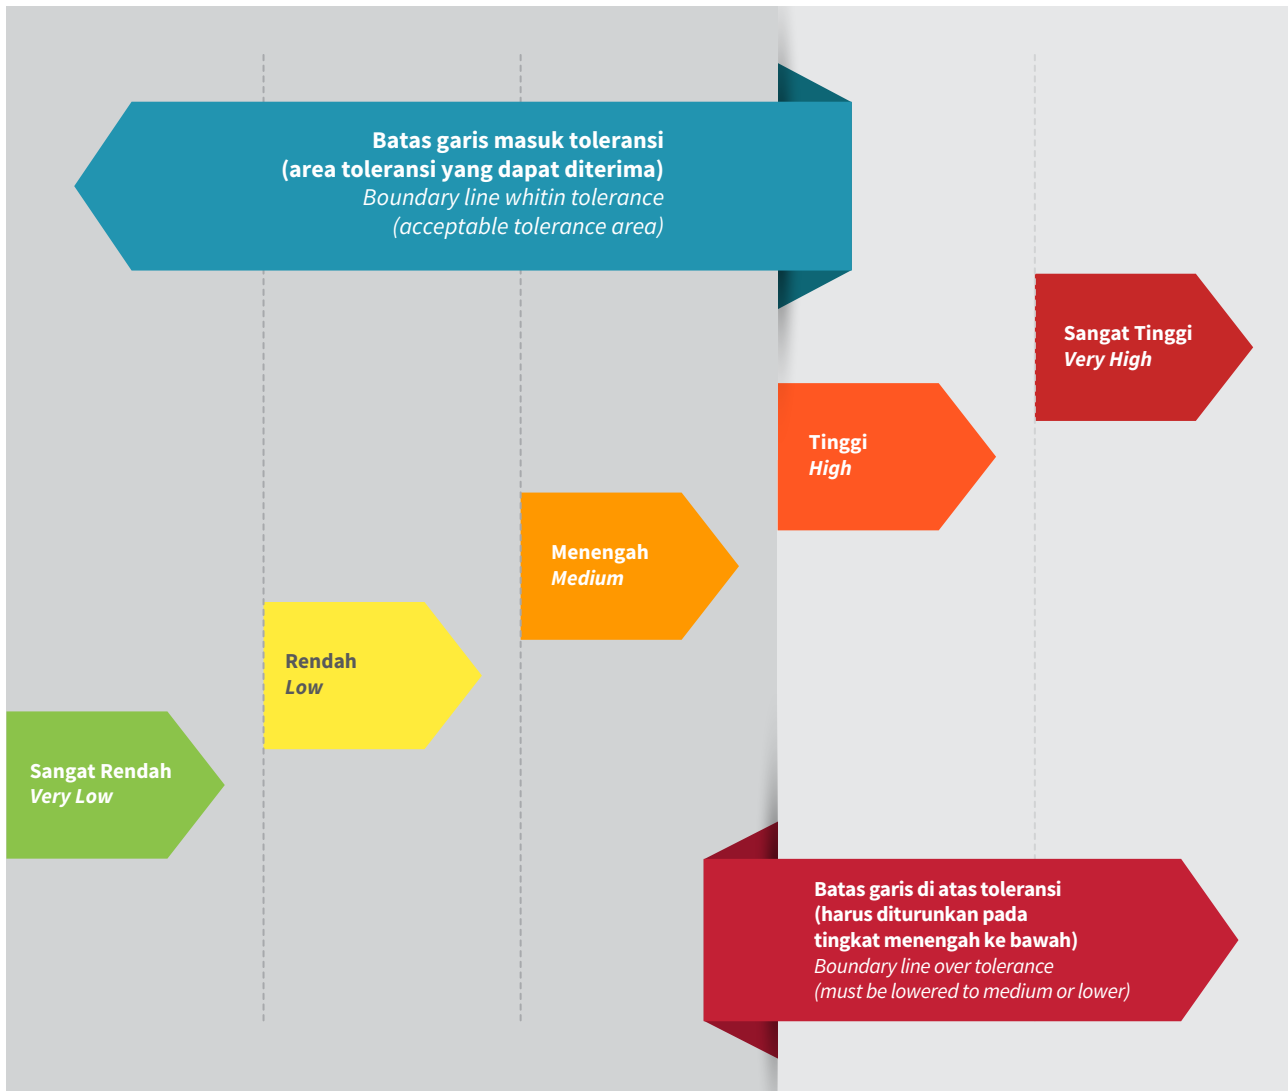 Batas garis masuk toleransi
(area toleransi yang dapat diterima)
Boundary line whitin tolerance
(acceptable tolerance area)
Sangat Tinggi
Very High
Tinggi
High
Menengah
Medium
Rendah
Low
Sangat Rendah
Very Low
Batas garis di atas toleransi
(harus diturunkan pada
tingkat menengah ke bawah)
Boundary line over tolerance
(must be lowered to medium or lower)